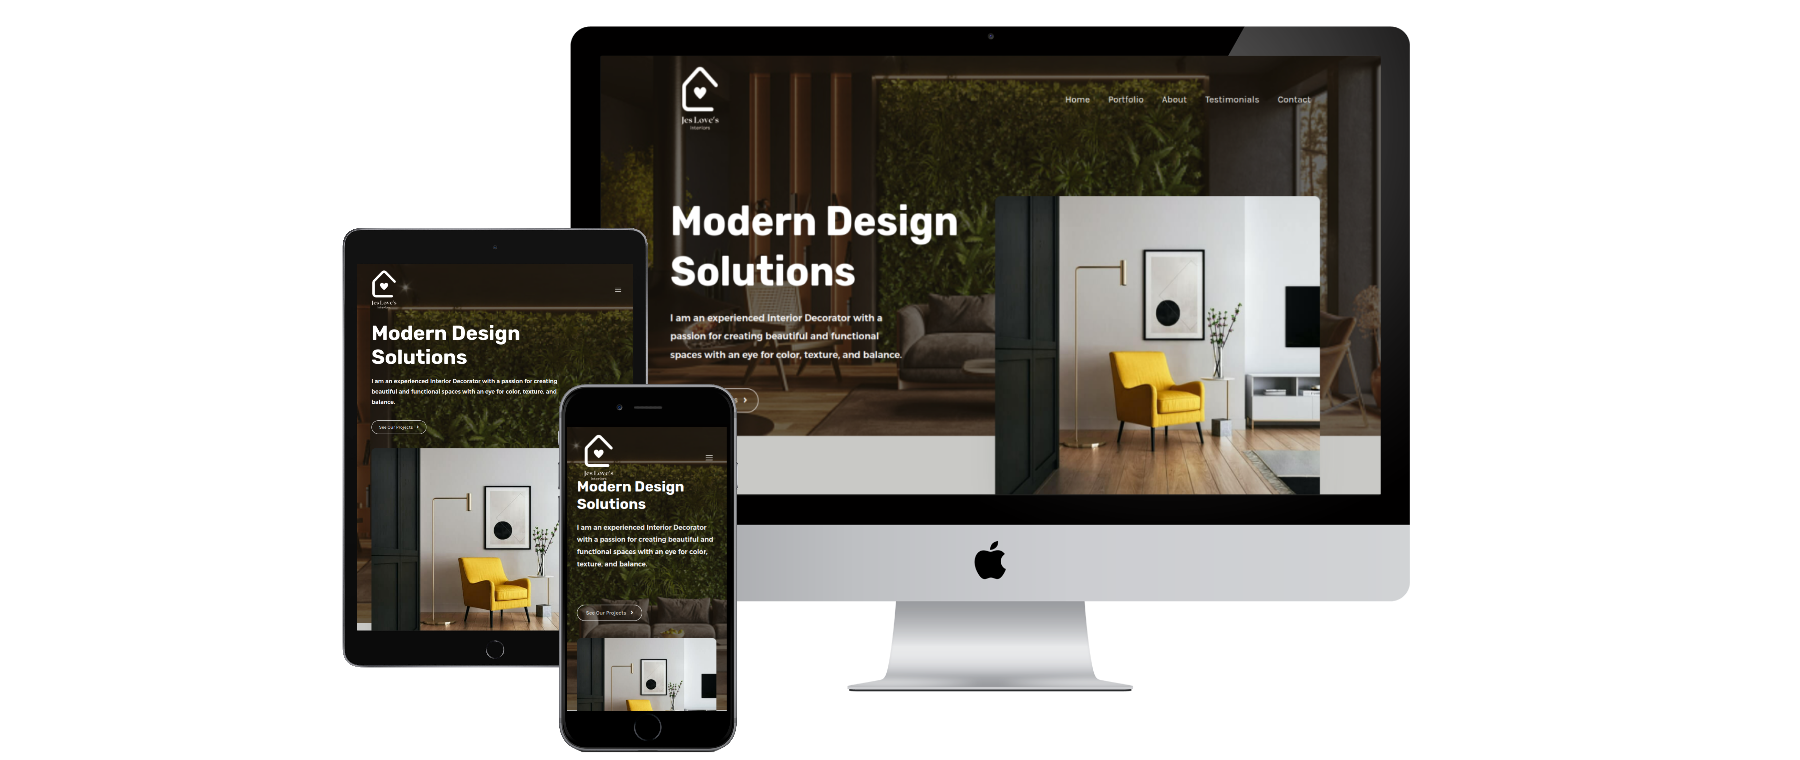 Jes Love's
Interiors
Home Portfolio About Testimonials Contact
Modern Design
Solutions
I am an experienced Interior Decorator with a
passion for creating beautiful and functional
spaces with an eye for color, texture, and balance.
Jes Love's
Interiors
Modern Design
Solutions
I am an experienced Interior Decorator with a passion for creating
beautiful and functional spaces with an eye for color, texture, and
balance.
See Our Projects
Jes Love's
Interiors
Modern Design
Solutions
I am an experienced Interior Decorator
with a passion for creating beautiful and
functional spaces with an eye for color,
texture, and balance.
See Our Projects